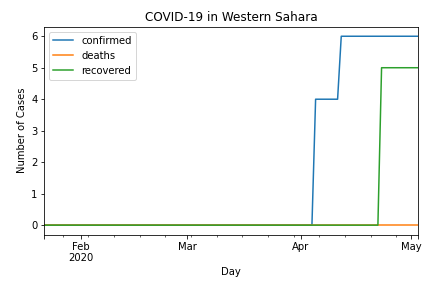 COVID-19 in Western Sahara
confirmed
deaths
recovered
Number of Cases
6
5
4
3
2
1
0
Feb
2020
Mar
Apr
May
Day